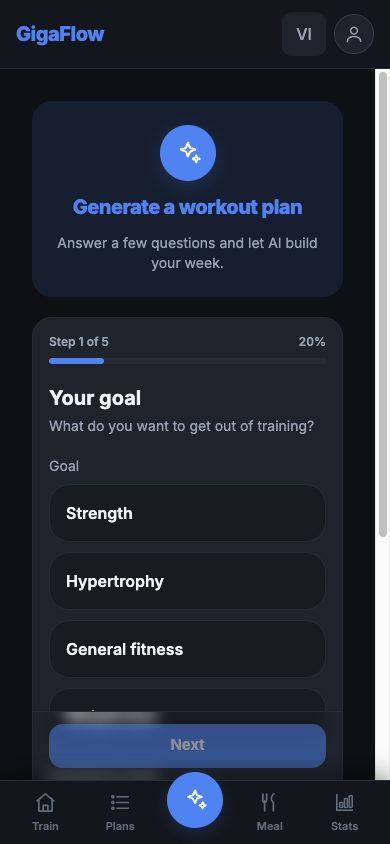 GigaFlow
VI
Generate a workout plan
Answer a few questions and let AI build
your week.
Step 1 of 5
20%
Your goal
What do you want to get out of training?
Goal
Strength
Hypertrophy
General fitness
Next
Train
Plans
Meal
Stats